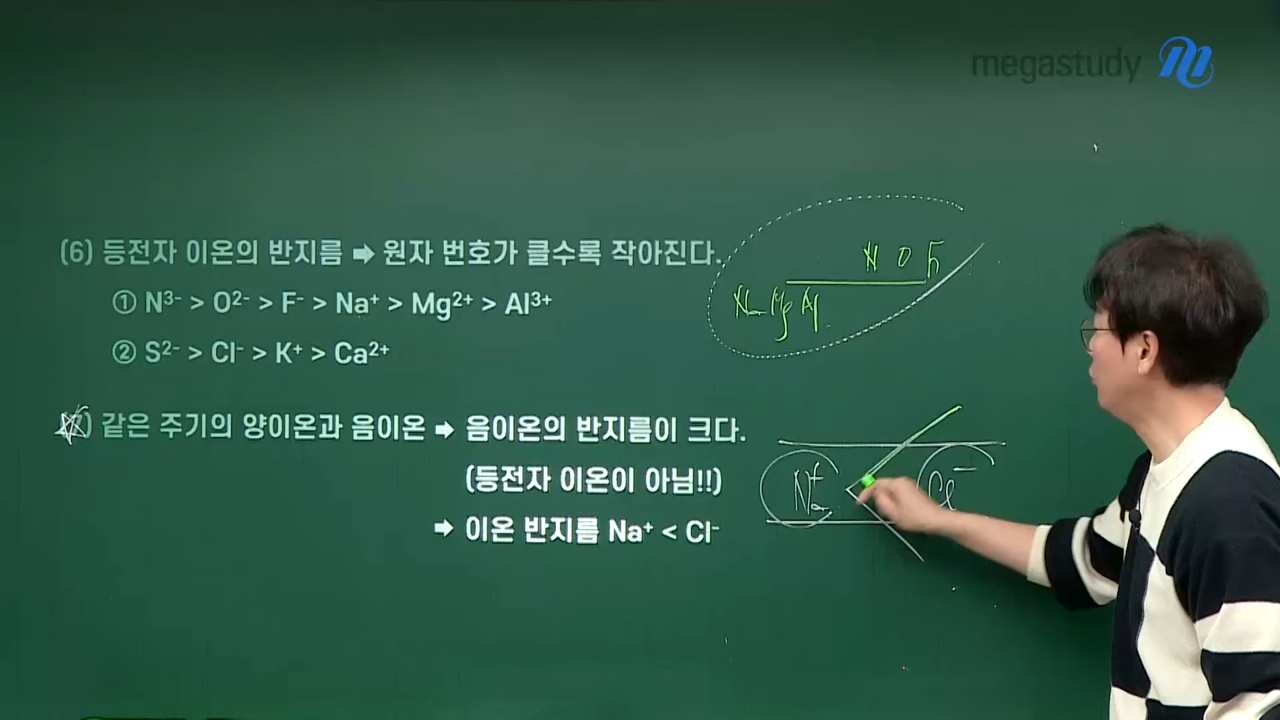 megastudy
(6) 등전자 이온의 반지름 ➡ 원자 번호가 클수록 작아진다.
① N³⁻ > O²⁻ > F⁻ > Na⁺ > Mg²⁺ > Al³⁺
② S²⁻ > Cl⁻ > K⁺ > Ca²⁺
N O F
Na Mg Al
7) 같은 주기의 양이온과 음이온 ➡ 음이온의 반지름이 크다.
(등전자 이온이 아님!!)
➡ 이온 반지름 Na⁺ < Cl⁻
Na⁺ < Cl⁻